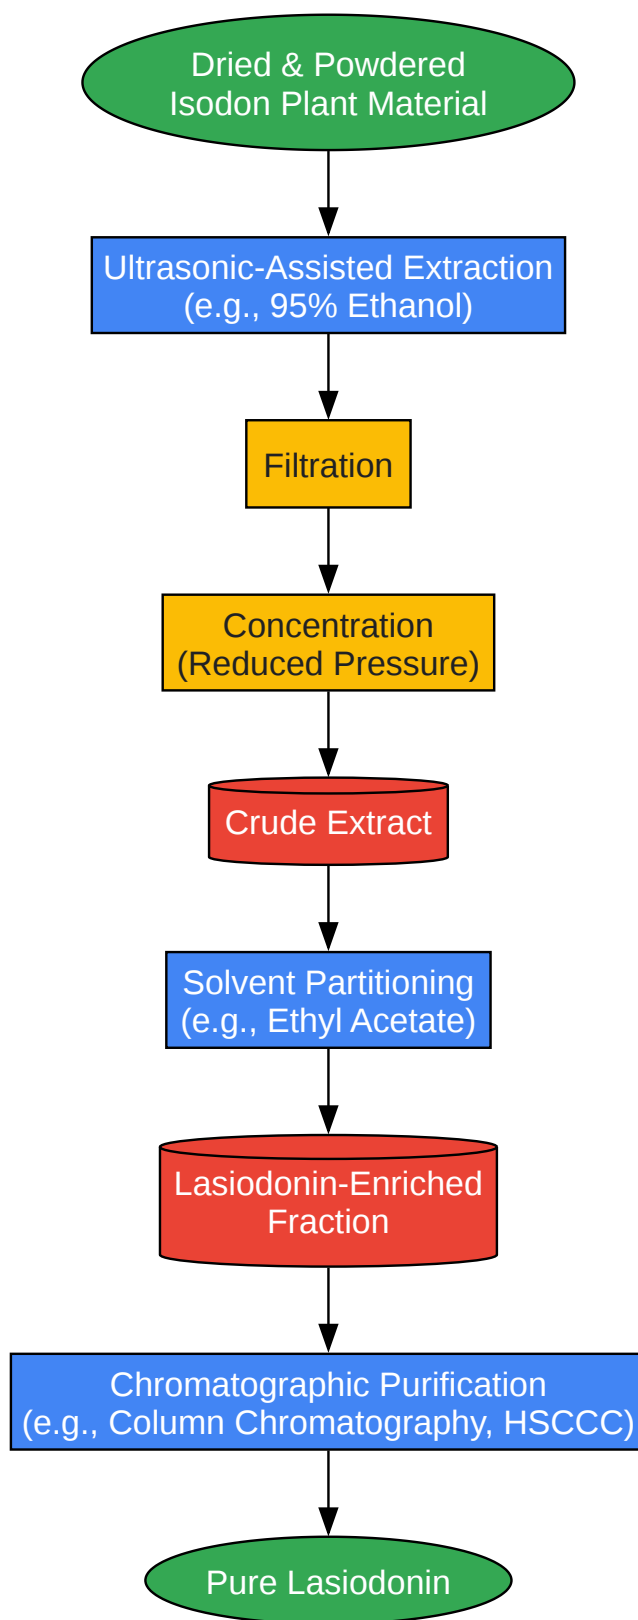 Dried & Powdered
Isodon Plant Material
Ultrasonic-Assisted Extraction
(e.g., 95% Ethanol)
Filtration
Concentration
(Reduced Pressure)
Crude Extract
Solvent Partitioning
(e.g., Ethyl Acetate)
Lasiodonin-Enriched
Fraction
Chromatographic Purification
(e.g., Column Chromatography, HSCCC)
Pure Lasiodonin